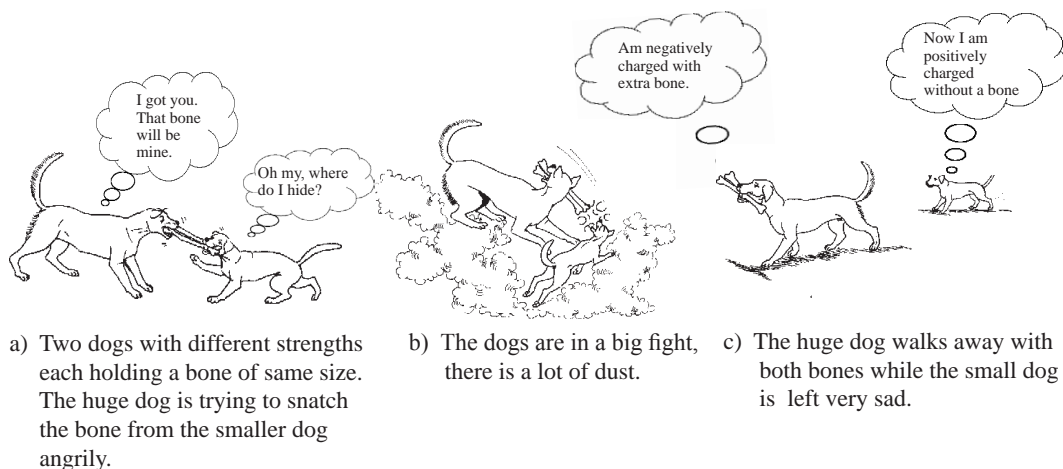 I got you.
That bone
will be
mine.
Oh my, where
do I hide?
Am negatively
charged with
extra bone.
Now I am
positively
charged
without a bone
a) Two dogs with different strengths
each holding a bone of same size.
The huge dog is trying to snatch
the bone from the smaller dog
angrily.
b) The dogs are in a big fight,
there is a lot of dust.
c) The huge dog walks away with
both bones while the small dog
is left very sad.